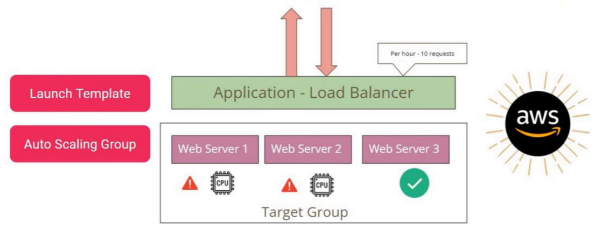 Per hour - 10 requests
Launch Template
Application - Load Balancer
Auto Scaling Group
Web Server 1
Web Server 2
Web Server 3
CPU
CPU
Target Group
aws